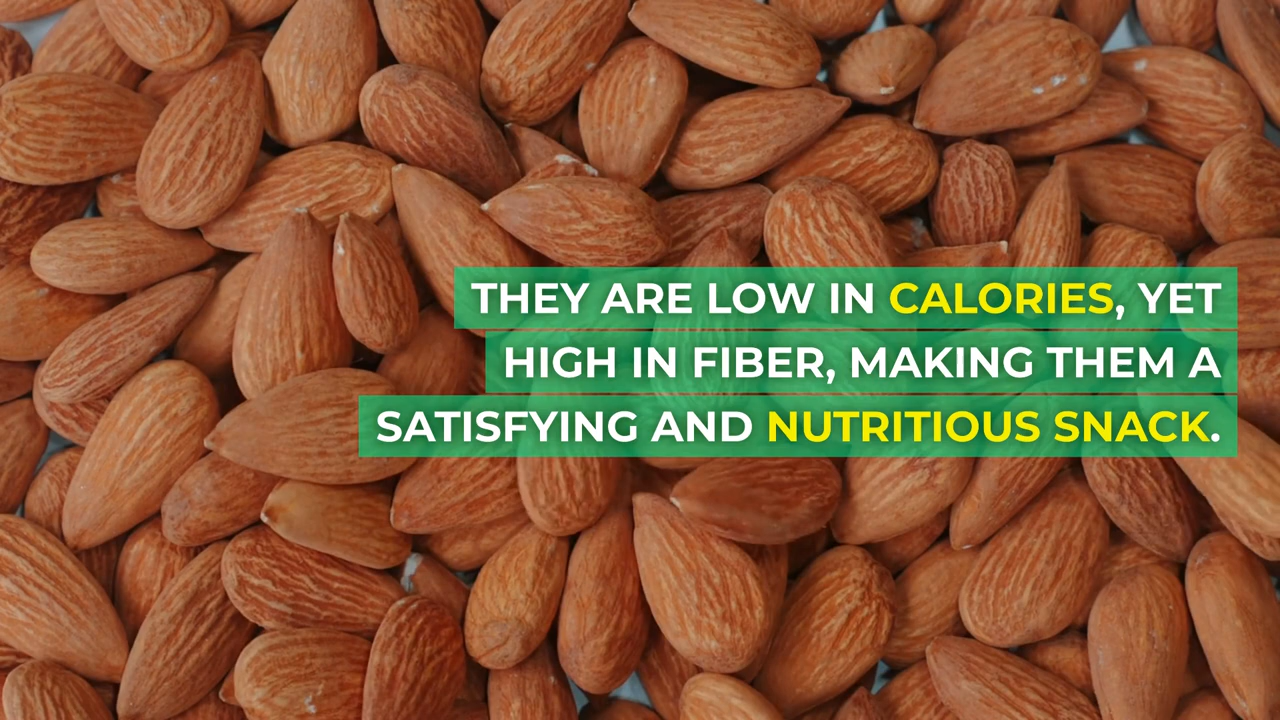 THEY ARE LOW IN CALORIES, YET
HIGH IN FIBER, MAKING THEM A
SATISFYING AND NUTRITIOUS SNACK.